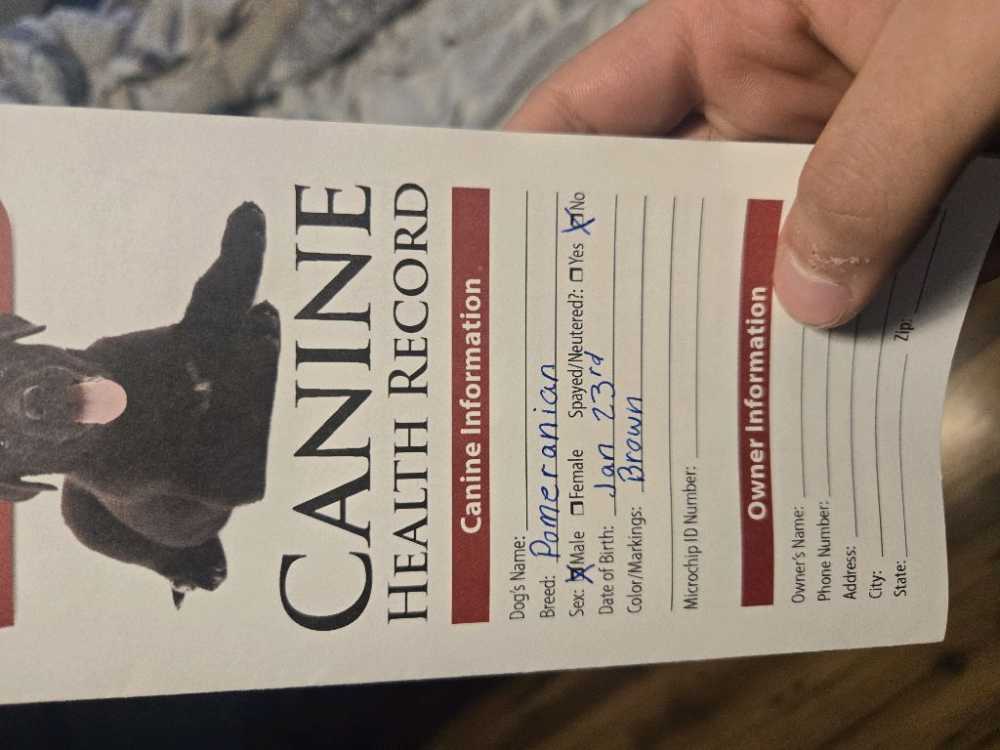 CANINE
HEALTH RECORD
Canine Information
Dog's Name:
Breed: Pomeranian
Sex: ☒ Male ☐ Female Spayed/Neutered?: ☐ Yes ☒ No
Date of Birth: Jan 23rd
Color/Markings: Brown
Microchip ID Number:
Owner Information
Owner's Name:
Phone Number:
Address:
City:
State: Zip: